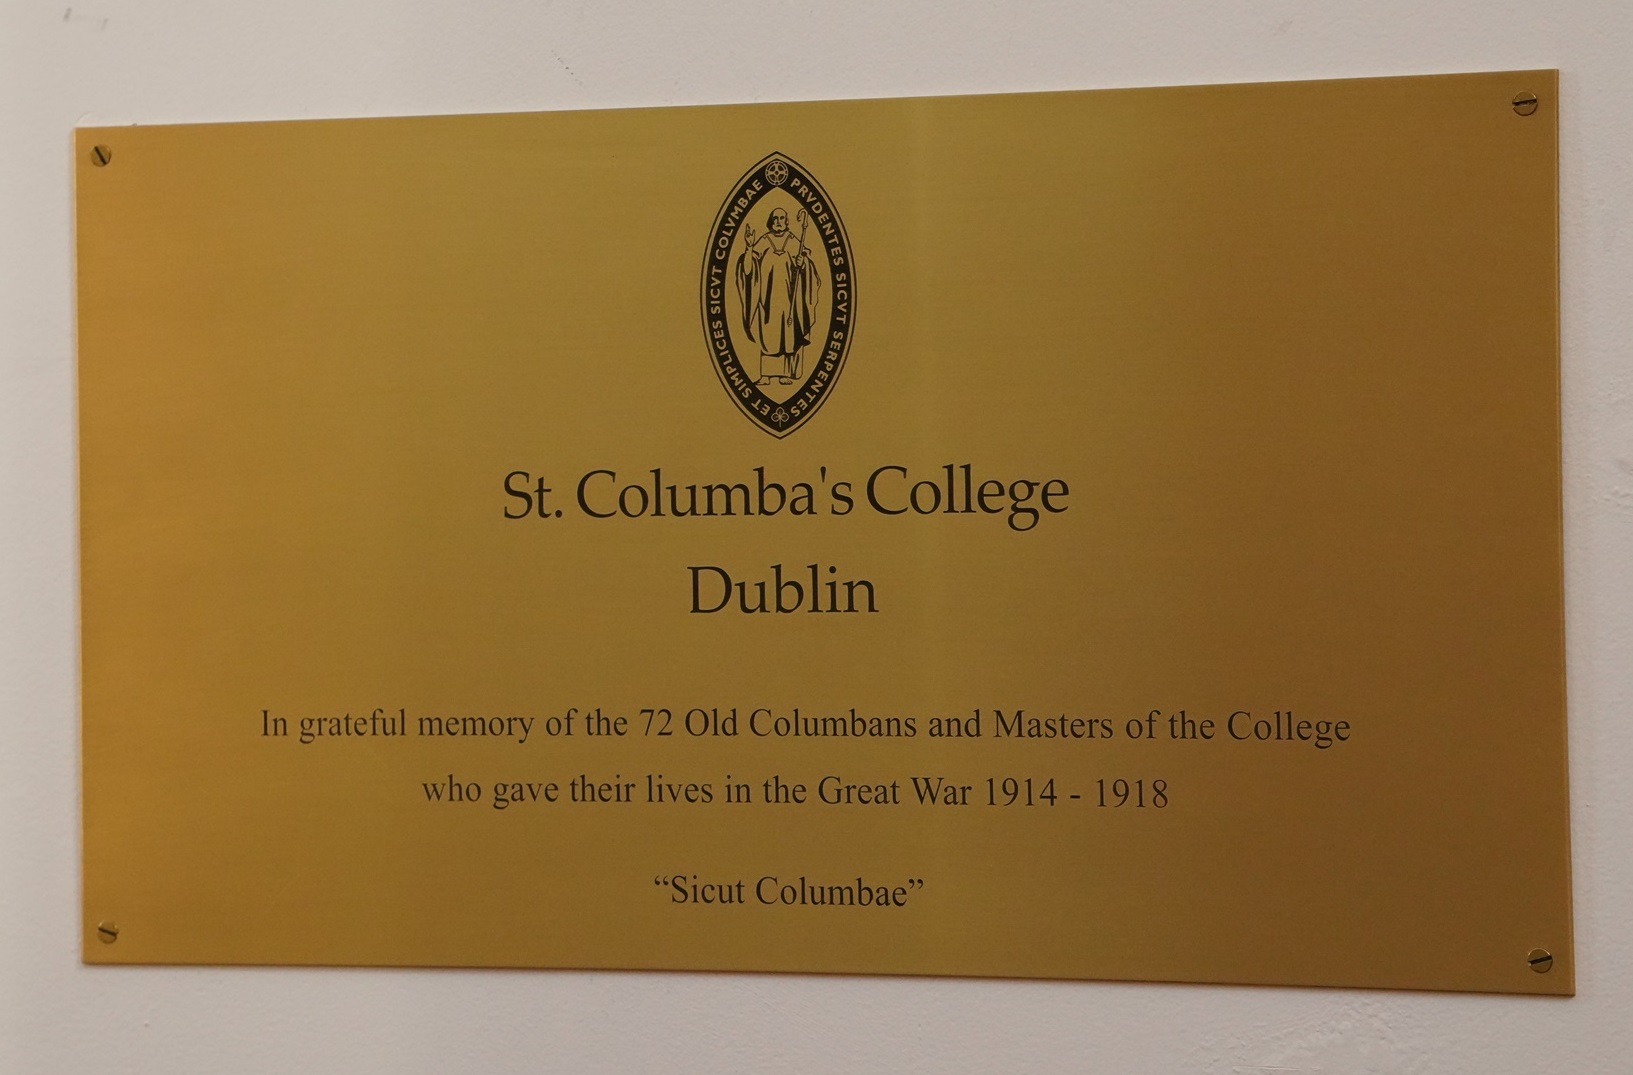 PRVDENTES SICVT SERPENTES
ET SIMPLICES SICVT COLVMBAE
St. Columba's College
Dublin
In grateful memory of the 72 Old Columbans and Masters of the College
who gave their lives in the Great War 1914 - 1918
“Sicut Columbae”